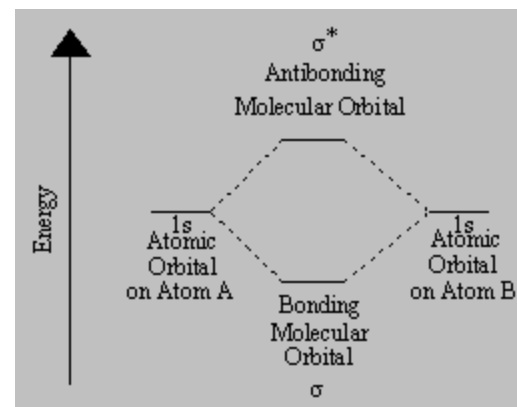 σ*
Antibonding
Molecular Orbital
Energy
1s
Atomic
Orbital
on Atom A
1s
Atomic
Orbital
on Atom B
Bonding
Molecular
Orbital
σ